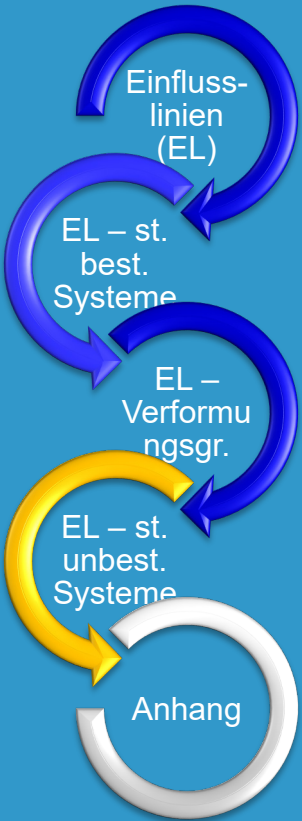 Einfluss-
linien
(EL)
EL – st.
best.
Systeme
EL –
Verformu
ngsgr.
EL – st.
unbest.
Systeme
Anhang